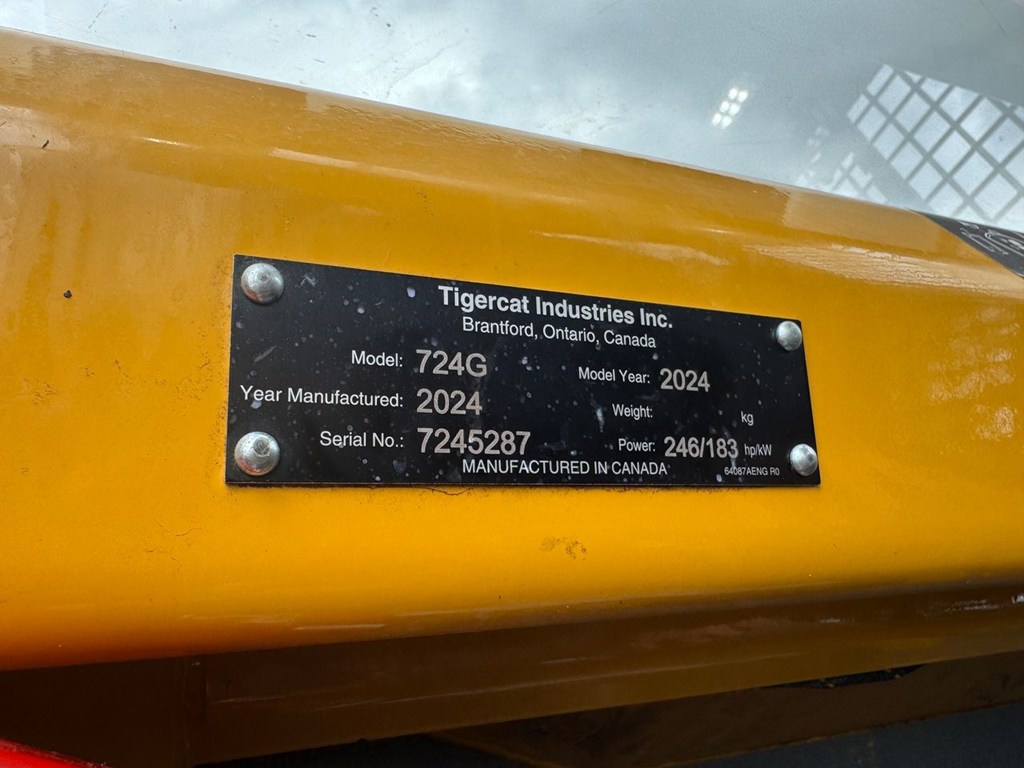 Tigercat Industries Inc.
Brantford, Ontario, Canada
Model: 724G
Model Year: 2024
Year Manufactured: 2024
Weight: kg
Serial No.: 7245287
Power: 246/183 hp/kW
MANUFACTURED IN CANADA
64087AENG R0